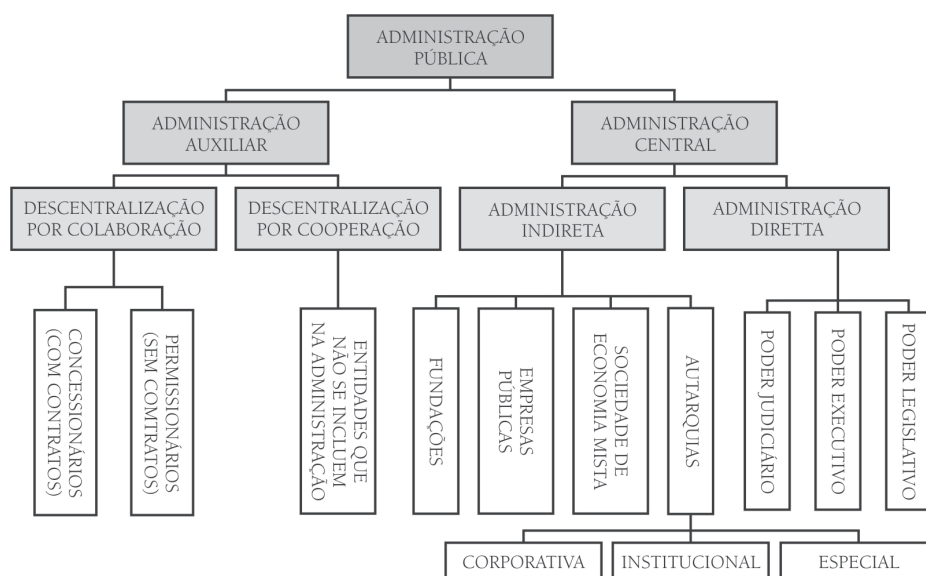 ADMINISTRAÇÃO
PÚBLICA
ADMINISTRAÇÃO
AUXILIAR
ADMINISTRAÇÃO
CENTRAL
DESCENTRALIZAÇÃO
POR COLABORAÇÃO
DESCENTRALIZAÇÃO
POR COOPERAÇÃO
ADMINISTRAÇÃO
INDIRETA
ADMINISTRAÇÃO
DIRETTA
CONCESSIONÁRIOS
(COM CONTRATOS)
PERMISSIONÁRIOS
(SEM COMTRATOS)
ENTIDADES QUE
NÃO SE INCLUEM
NA ADMINISTRAÇÃO
FUNDAÇÕES
EMPRESAS
PÚBLICAS
SOCIEDADE DE
ECONOMIA MISTA
AUTARQUIAS
PODER JUDICIÁRIO
PODER EXECUTIVO
PODER LEGISLATIVO
CORPORATIVA
INSTITUCIONAL
ESPECIAL